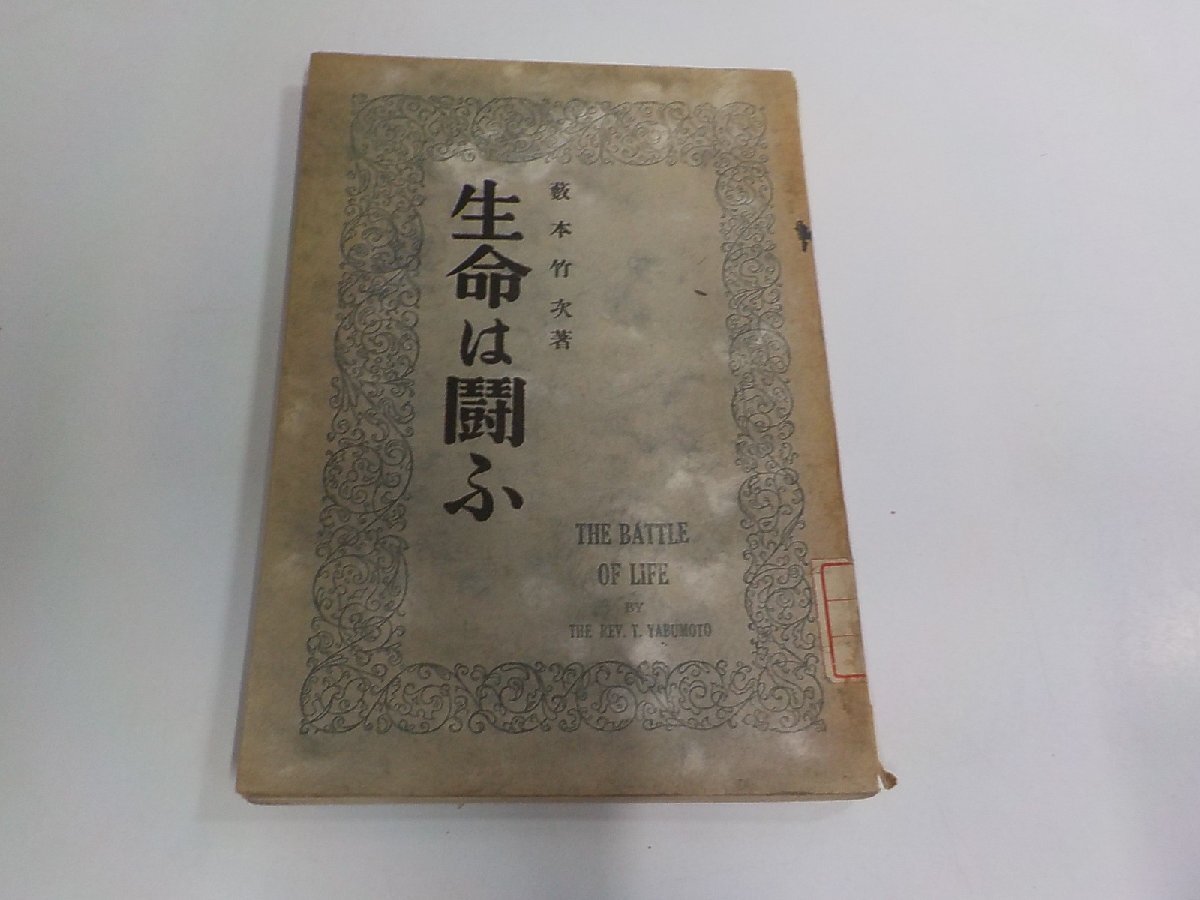 藪本竹次著
生命は闘ふ
THE BATTLE
OF LIFE
BY
THE REV. T. YABUMOTO